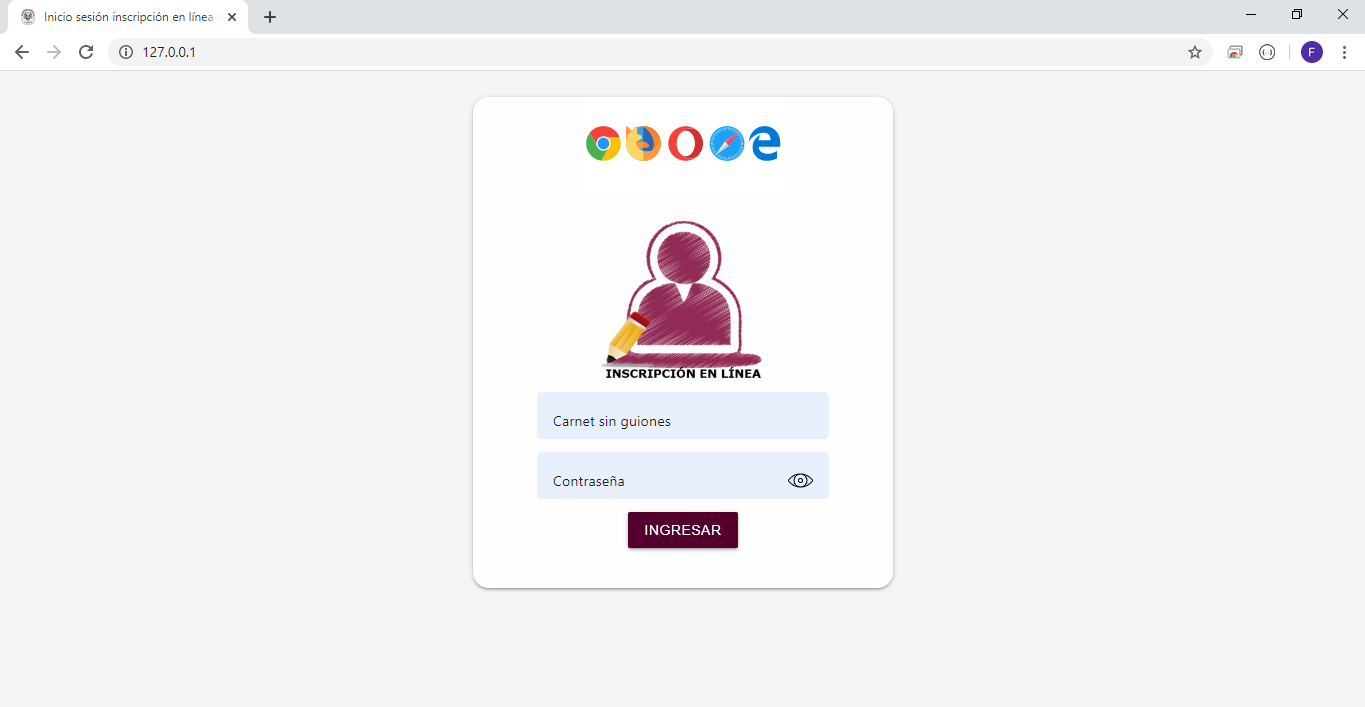 Inicio sesión inscripción en línea
127.0.0.1
F
INSCRIPCIÓN EN LÍNEA
Carnet sin guiones
Contraseña
INGRESAR